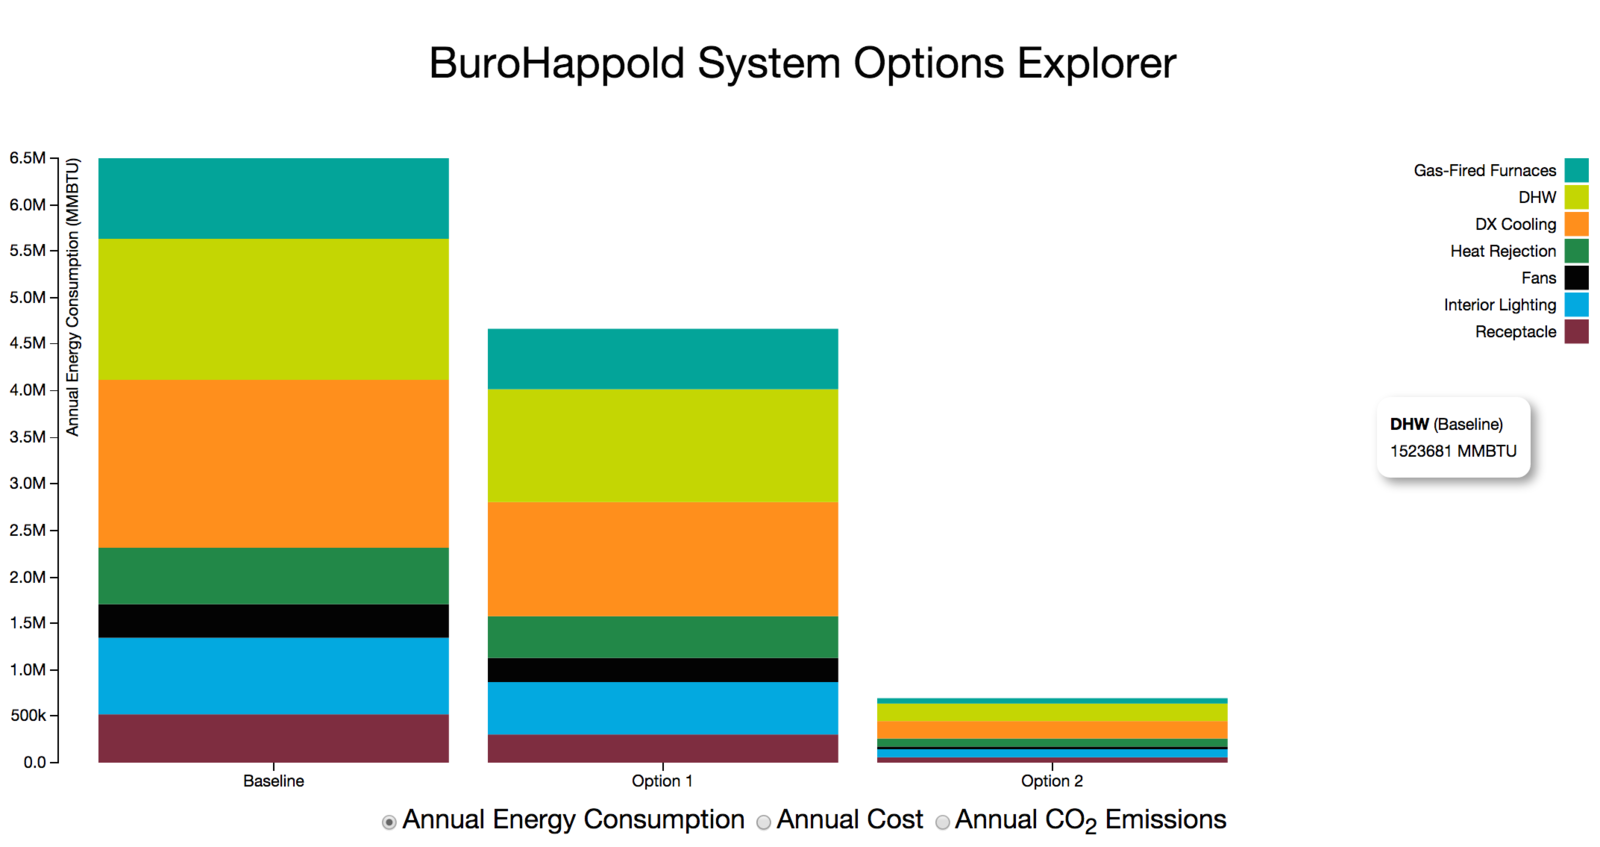 BuroHappold System Options Explorer
6.5M
6.0M
5.5M
5.0M
4.5M
4.0M
3.5M
3.0M
2.5M
2.0M
1.5M
1.0M
500k
0.0
Annual Energy Consumption (MMBTU)
Gas-Fired Furnaces
DHW
DX Cooling
Heat Rejection
Fans
Interior Lighting
Receptacle
DHW (Baseline)
1523681 MMBTU
Baseline
Option 1
Option 2
Annual Energy Consumption Annual Cost Annual CO₂ Emissions